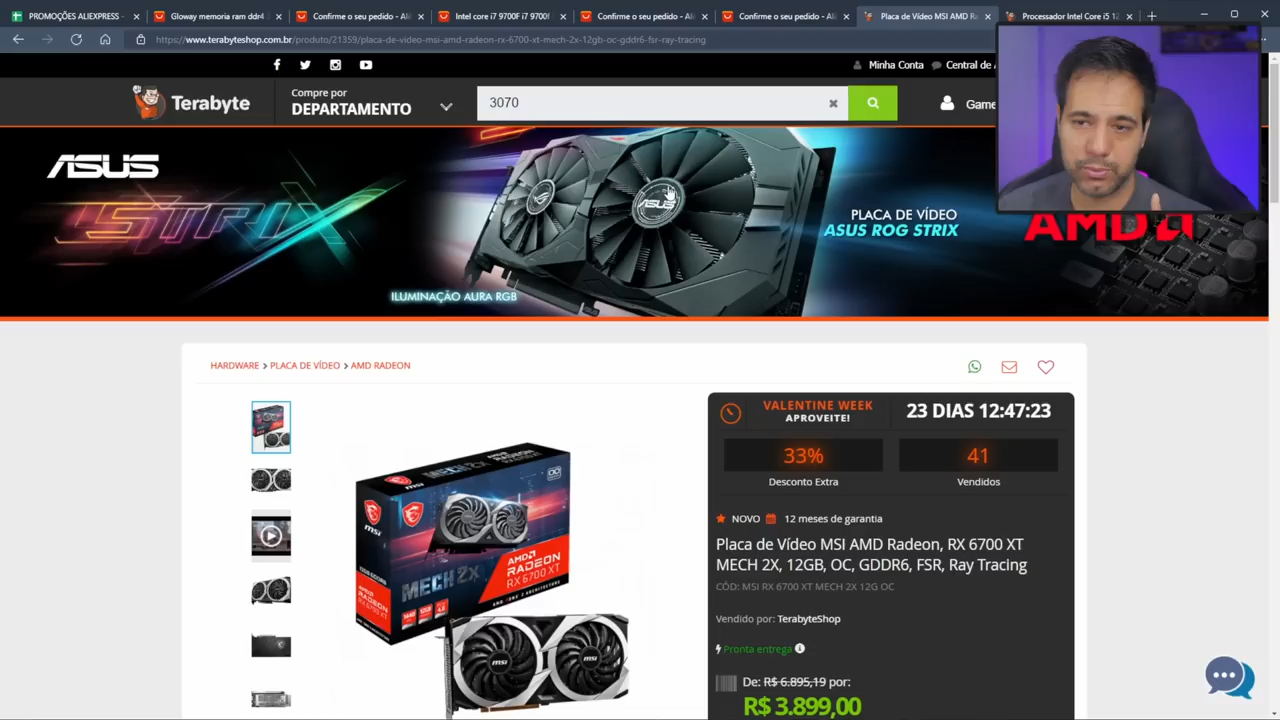 PROMOÇÕES ALIEXPRESS -
Gloway memoria ram ddr4
Confirme o seu pedido - Ali
Intel core i7 9700F i7 9700f
Confirme o seu pedido - Ali
Confirme o seu pedido - Ali
Placa de Vídeo MSI AMD R
Processador Intel Core i5 12
https://www.terabyteshop.com.br/produto/21359/placa-de-video-msi-amd-radeon-rx-6700-xt-mech-2x-12gb-oc-gddr6-fsr-ray-tracing
Minha Conta
Central de A
Terabyte
Compre por
DEPARTAMENTO
3070
Game
ASUS
STRIX
ASUS
PLACA DE VÍDEO
ASUS ROG STRIX
AMD
ILUMINAÇÃO AURA RGB
HARDWARE > PLACA DE VÍDEO > AMD RADEON
VALENTINE WEEK
APROVEITE!
23 DIAS 12:47:23
33%
Desconto Extra
41
Vendidos
NOVO
12 meses de garantia
Placa de Vídeo MSI AMD Radeon, RX 6700 XT
MECH 2X, 12GB, OC, GDDR6, FSR, Ray Tracing
CÓD: MSI RX 6700 XT MECH 2X 12G OC
Vendido por: TerabyteShop
Pronta entrega
De: R$ 6.895,19 por:
R$ 3.899,00
MECH 2X
msi
AMD
RADEON
RX 6700 XT
MECH 2X
msi
msi